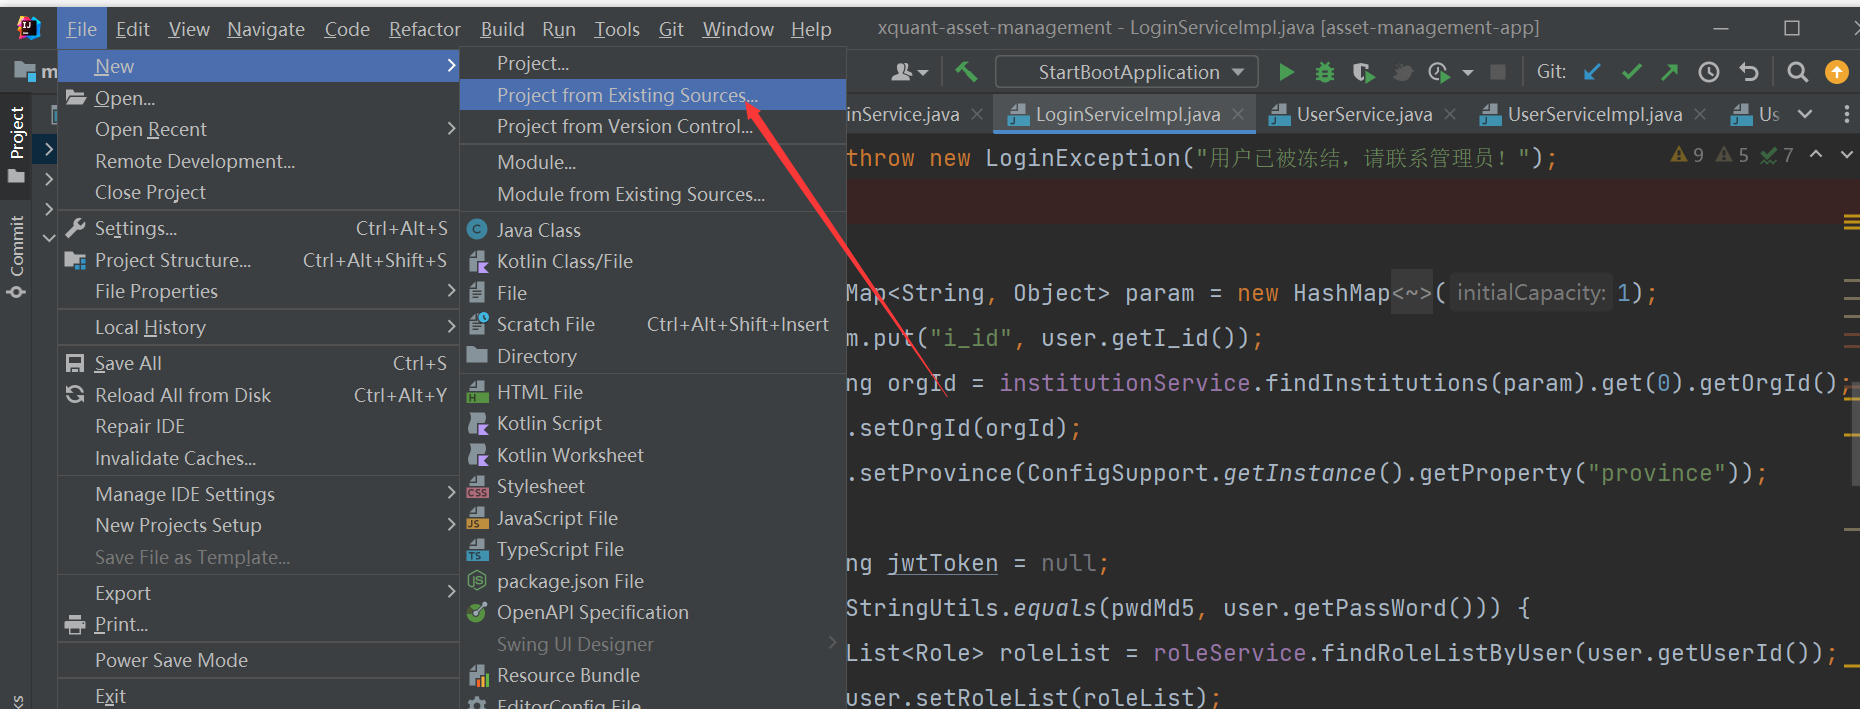 File Edit View Navigate Code Refactor Build Run Tools Git Window Help xquant-asset-management - LoginServiceImpl.java [asset-management-app]
StartBootApplication Git:
Project
Commit
New
Open...
Open Recent
Remote Development...
Close Project
Settings... Ctrl+Alt+S
Project Structure... Ctrl+Alt+Shift+S
File Properties
Local History
Save All Ctrl+S
Reload All from Disk Ctrl+Alt+Y
Repair IDE
Invalidate Caches...
Manage IDE Settings
New Projects Setup
Save File as Template...
Export
Print...
Power Save Mode
Exit
Project...
Project from Existing Sources...
Project from Version Control...
Module...
Module from Existing Sources...
Java Class
Kotlin Class/File
File
Scratch File Ctrl+Alt+Shift+Insert
Directory
HTML File
Kotlin Script
Kotlin Worksheet
Stylesheet
JavaScript File
TypeScript File
package.json File
OpenAPI Specification
Swing UI Designer
Resource Bundle
EditorConfig File
inService.java LoginServiceImpl.java UserService.java UserServiceImpl.java Us
throw new LoginException("用户已被冻结，请联系管理员！"); 9 5 7
Map<String, Object> param = new HashMap<~>( initialCapacity: 1);
m.put("i_id", user.getI_id());
ng orgId = institutionService.findInstitutions(param).get(0).getOrgId();
.setOrgId(orgId);
.setProvince(ConfigSupport.getInstance().getProperty("province"));
ng jwtToken = null;
StringUtils.equals(pwdMd5, user.getPassWord())) {
List<Role> roleList = roleService.findRoleListByUser(user.getUserId());
user.setRoleList(roleList);